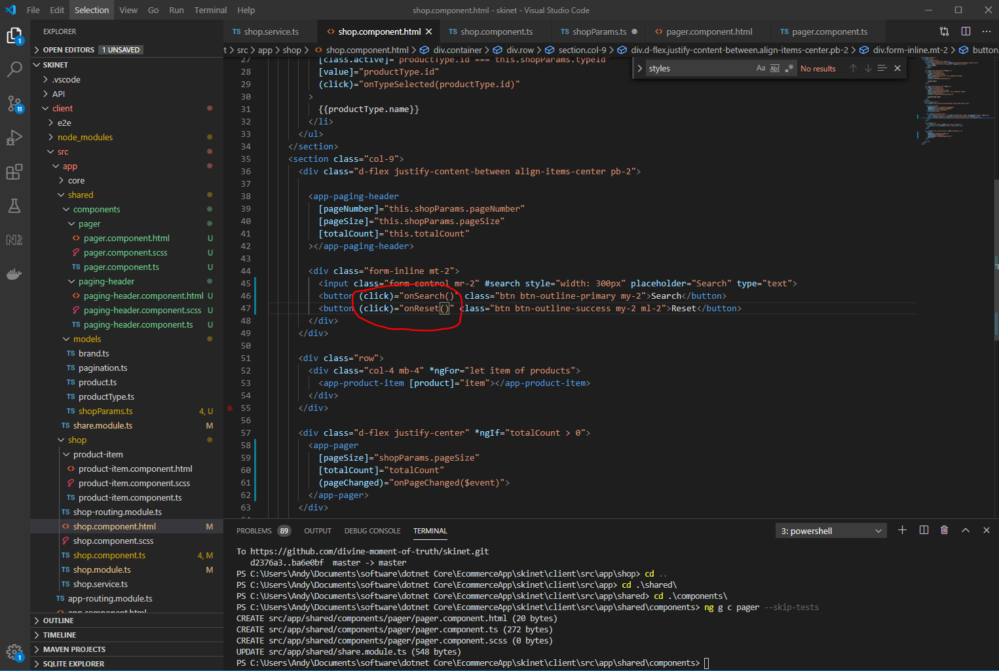 File Edit Selection View Go Run Terminal Help
shop.component.html - skinet - Visual Studio Code
EXPLORER
OPEN EDITORS 1 UNSAVED
SKINET
.vscode
API
client
e2e
node_modules
src
app
core
shared
components
pager
pager.component.html U
pager.component.scss U
TS pager.component.ts U
paging-header
paging-header.component.html U
paging-header.component.scss U
TS paging-header.component.ts U
models
TS brand.ts
TS pagination.ts
TS product.ts
TS productType.ts
TS shopParams.ts 4, U
TS share.module.ts M
shop
product-item
product-item.component.html
product-item.component.scss
TS product-item.component.ts
TS shop-routing.module.ts
shop.component.html M
shop.component.scss
TS shop.component.ts 4, M
TS shop.module.ts M
TS shop.service.ts
TS app-routing.module.ts
app.component.html
OUTLINE
TIMELINE
MAVEN PROJECTS
SQLITE EXPLORER
1
11
1
TS shop.service.ts
shop.component.html
TS shop.component.ts
TS shopParams.ts
pager.component.html
TS pager.component.ts
t > src > app > shop > shop.component.html > div.container > div.row > section.col-9 > div.d-flex.justify-content-between.align-items-center.pb-2 > div.form-inline.mt-2 > button.
styles
Aa Abl .* No results
27 [class.active]="productType.id === this.shopParams.typeId"
28 [value]="productType.id"
29 (click)="onTypeSelected(productType.id)"
30 >
31 {{productType.name}}
32 </li>
33 </ul>
34 </section>
35 <section class="col-9">
36 <div class="d-flex justify-content-between align-items-center pb-2">
37
38 <app-paging-header
39 [pageNumber]="this.shopParams.pageNumber"
40 [pageSize]="this.shopParams.pageSize"
41 [totalCount]="this.totalCount"
42 ></app-paging-header>
43
44 <div class="form-inline mt-2">
45 <input class="form-control mr-2" #search style="width: 300px" placeholder="Search" type="text">
46 <button (click)="onSearch()" class="btn btn-outline-primary my-2">Search</button>
47 <button (click)="onReset()" class="btn btn-outline-success my-2 ml-2">Reset</button>
48 </div>
49 </div>
50
51 <div class="row">
52 <div class="col-4 mb-4" *ngFor="let item of products">
53 <app-product-item [product]="item"></app-product-item>
54 </div>
55 </div>
56
57 <div class="d-flex justify-center" *ngIf="totalCount > 0">
58 <app-pager
59 [pageSize]="shopParams.pageSize"
60 [totalCount]="totalCount"
61 (pageChanged)="onPageChanged($event)">
62 </app-pager>
63 </div>
PROBLEMS 89 OUTPUT DEBUG CONSOLE TERMINAL
3: powershell
To https://github.com/divine-moment-of-truth/skinet.git
d2376a3..ba6e0bf master -> master
PS C:\Users\Andy\Documents\software\dotnet Core\EcommerceApp\skinet\client\src\app\shop> cd ..
PS C:\Users\Andy\Documents\software\dotnet Core\EcommerceApp\skinet\client\src\app> cd .\shared\
PS C:\Users\Andy\Documents\software\dotnet Core\EcommerceApp\skinet\client\src\app\shared> cd .\components\
PS C:\Users\Andy\Documents\software\dotnet Core\EcommerceApp\skinet\client\src\app\shared\components> ng g c pager --skip-tests
CREATE src/app/shared/components/pager/pager.component.html (20 bytes)
CREATE src/app/shared/components/pager/pager.component.ts (272 bytes)
CREATE src/app/shared/components/pager/pager.component.scss (0 bytes)
UPDATE src/app/shared/share.module.ts (548 bytes)
PS C:\Users\Andy\Documents\software\dotnet Core\EcommerceApp\skinet\client\src\app\shared\components>